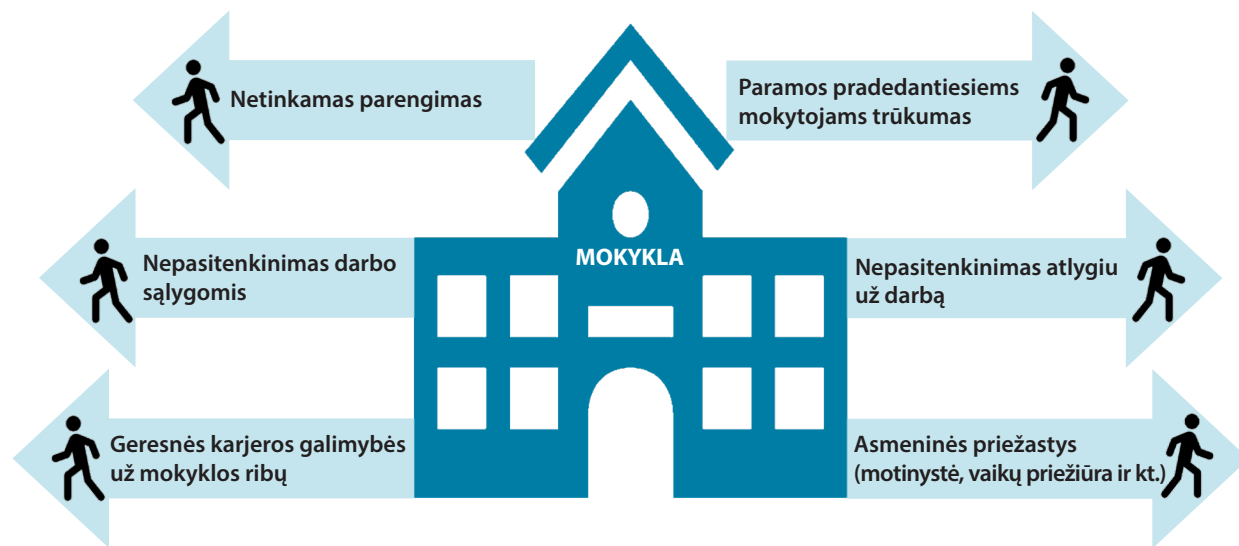 Netinkamas parengimas
Paramos pradedantiesiems
mokytojams trūkumas
MOKYKLA
Nepasitenkinimas darbo
sąlygomis
Nepasitenkinimas atlygiu
už darbą
Geresnės karjeros galimybės
už mokyklos ribų
Asmeninės priežastys
(motinystė, vaikų priežiūra ir kt.)